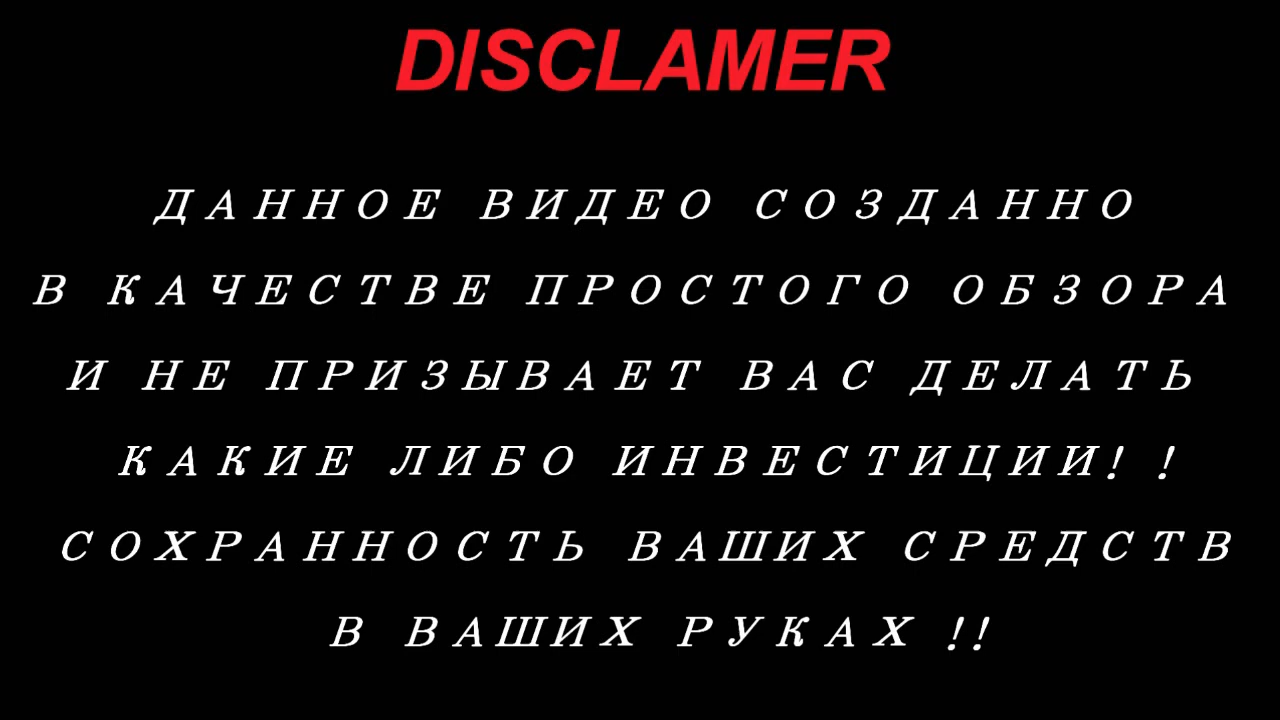 DISCLAMER
ДАННОЕ ВИДЕО СОЗДАННО
В КАЧЕСТВЕ ПРОСТОГО ОБЗОРА
И НЕ ПРИЗЫВАЕТ ВАС ДЕЛАТЬ
КАКИЕ ЛИБО ИНВЕСТИЦИИ! !
СОХРАННОСТЬ ВАШИХ СРЕДСТВ
В ВАШИХ РУКАХ !!